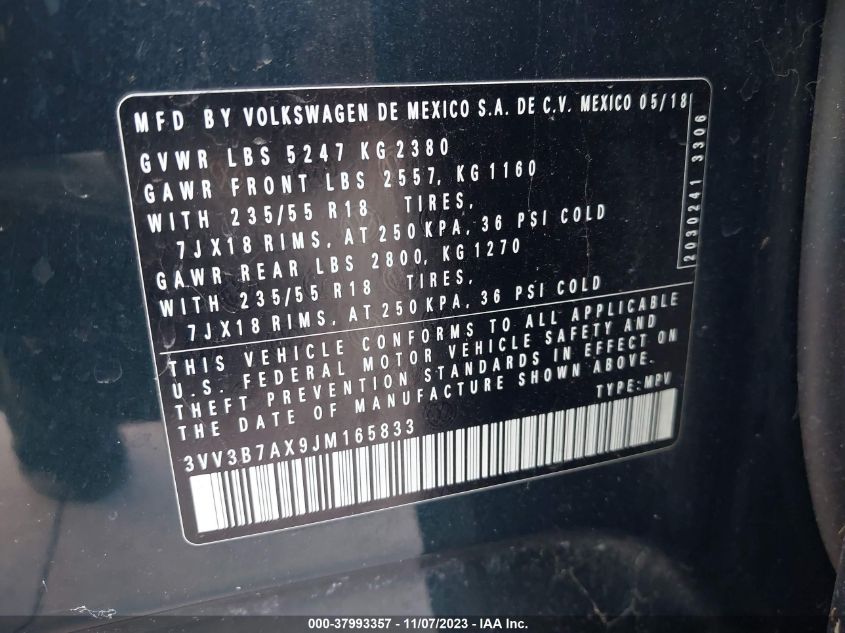 MFD BY VOLKSWAGEN DE MEXICO S.A. DE C.V. MEXICO 05/18
GVWR LBS 5247 KG 2380
GAWR FRONT LBS 2557, KG 1160
WITH 235/55 R18 TIRES,
7JX18 RIMS, AT 250 KPA, 36 PSI COLD
GAWR REAR LBS 2800, KG 1270
WITH 235/55 R18 TIRES,
7JX18 RIMS, AT 250 KPA, 36 PSI COLD
2030241 3306
THIS VEHICLE CONFORMS TO ALL APPLICABLE
U.S. FEDERAL MOTOR VEHICLE SAFETY AND
THEFT PREVENTION STANDARDS IN EFFECT ON
THE DATE OF MANUFACTURE SHOWN ABOVE.
TYPE: MPV
3VV3B7AX9JM165833
000-37993357 - 11/07/2023 - IAA Inc.